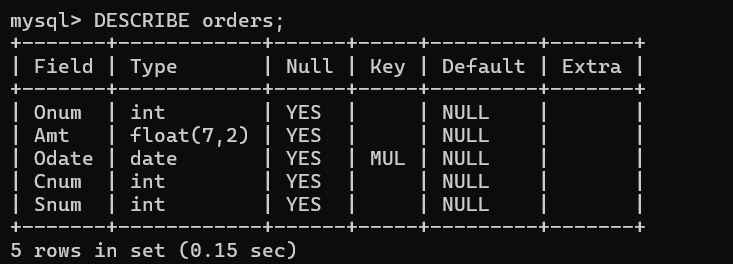 mysql> DESCRIBE orders;
+-------+------------+------+-----+---------+-------+
| Field | Type       | Null | Key | Default | Extra |
+-------+------------+------+-----+---------+-------+
| Onum  | int        | YES  |     | NULL    |       |
| Amt   | float(7,2) | YES  |     | NULL    |       |
| Odate | date       | YES  | MUL | NULL    |       |
| Cnum  | int        | YES  |     | NULL    |       |
| Snum  | int        | YES  |     | NULL    |       |
+-------+------------+------+-----+---------+-------+
5 rows in set (0.15 sec)